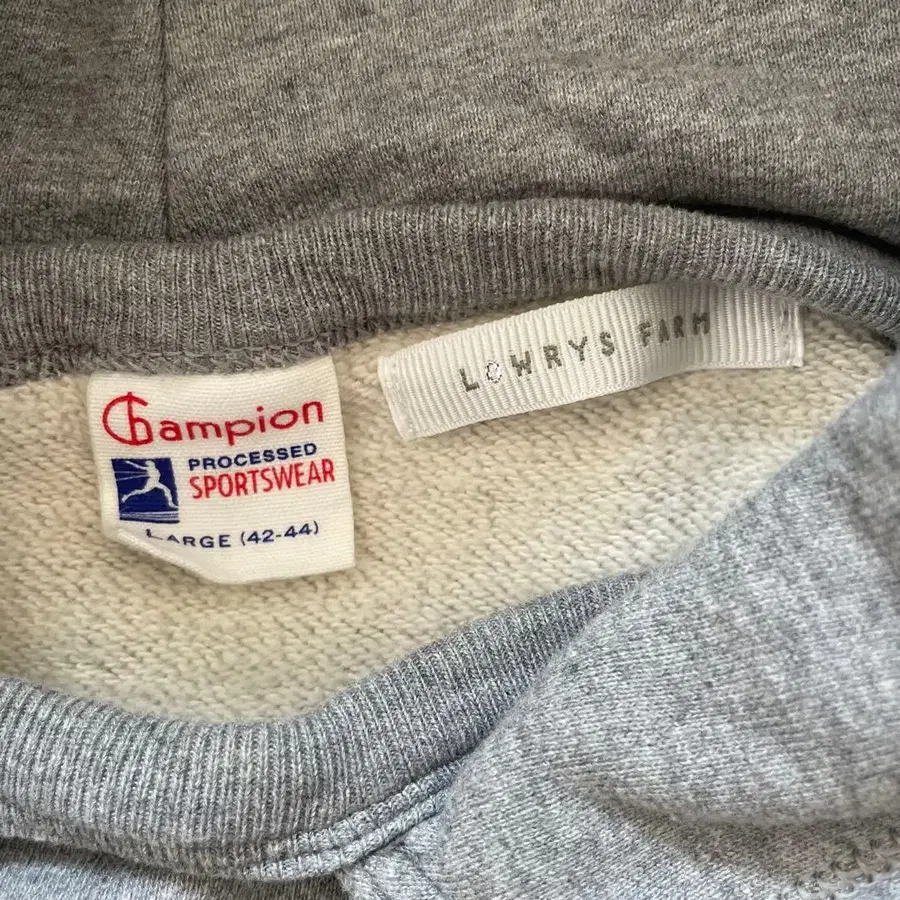 Champion
PROCESSED
SPORTSWEAR
LARGE (42-44)
LOWRYS FARM